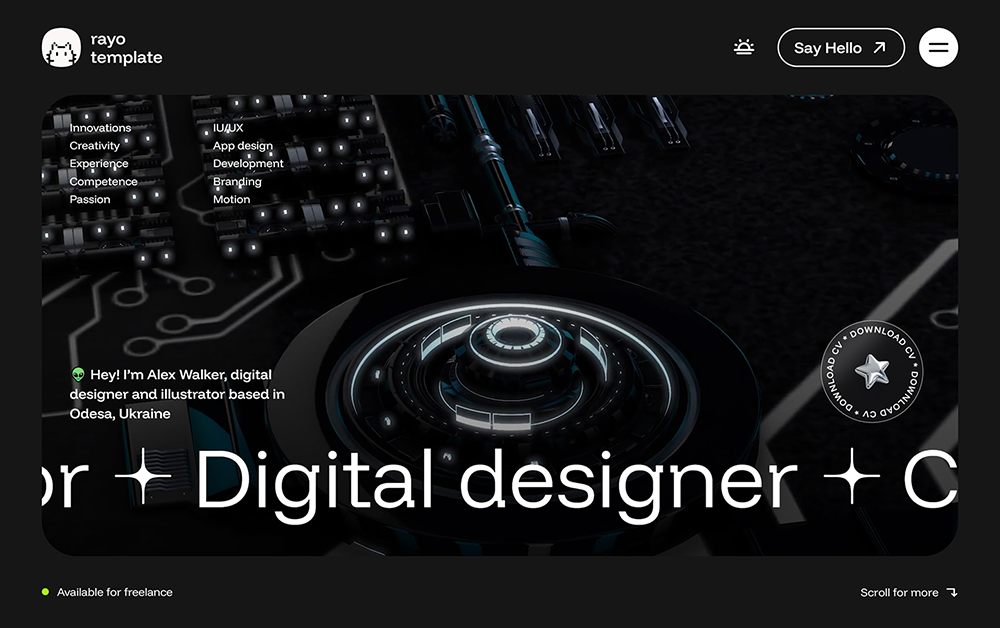 rayo
template
Say Hello
Innovations
Creativity
Experience
Competence
Passion
IU/UX
App design
Development
Branding
Motion
👽 Hey! I'm Alex Walker, digital
designer and illustrator based in
Odesa, Ukraine
DOWNLOAD CV * DOWNLOAD CV * DOWNLOAD CV *
or ✦ Digital designer ✦ C
Available for freelance
Scroll for more